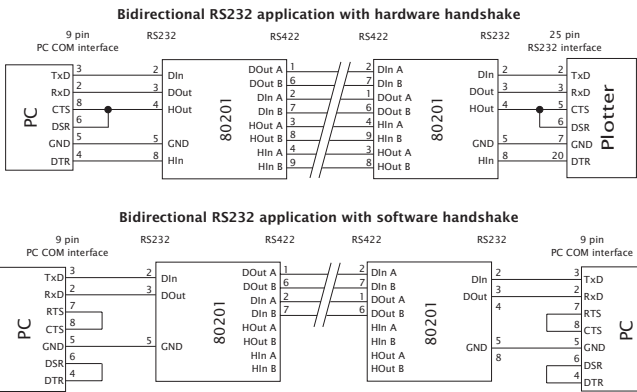 Bidirectional RS232 application with hardware handshake
9 pin RS232 RS422 RS422 RS232 25 pin
PC COM interface RS232 interface
PC
TxD 3 2 DIn
RxD 2 3 DOut
CTS 8 4 HOut
DSR 6
GND 5 5 GND
DTR 4 8 HIn
80201
DOut A 1 2 DIn A
DOut B 6 7 DIn B
DIn A 2 1 DOut A
DIn B 7 6 DOut B
HOut A 3 4 HIn A
HOut B 8 9 HIn B
HIn A 4 3 HOut A
HIn B 9 8 HOut B
80201
DIn 2 2 TxD
DOut 3 3 RxD
HOut 4 5 CTS
6 DSR
GND 5 7 GND
HIn 8 20 DTR
Plotter
Bidirectional RS232 application with software handshake
9 pin RS232 RS422 RS422 RS232 9 pin
PC COM interface PC COM interface
PC
TxD 3 2 DIn
RxD 2 3 DOut
RTS 7
CTS 8
GND 5 5 GND
DSR 6
DTR 4
80201
DOut A 1 2 DIn A
DOut B 6 7 DIn B
DIn A 2 1 DOut A
DIn B 7 6 DOut B
HOut A HIn A
HOut B HIn B
HIn A HOut A
HIn B HOut B
80201
DIn 2 3 TxD
DOut 3 2 RxD
4 7 RTS
8 CTS
GND 5 5 GND
8 6 DSR
4 DTR
PC